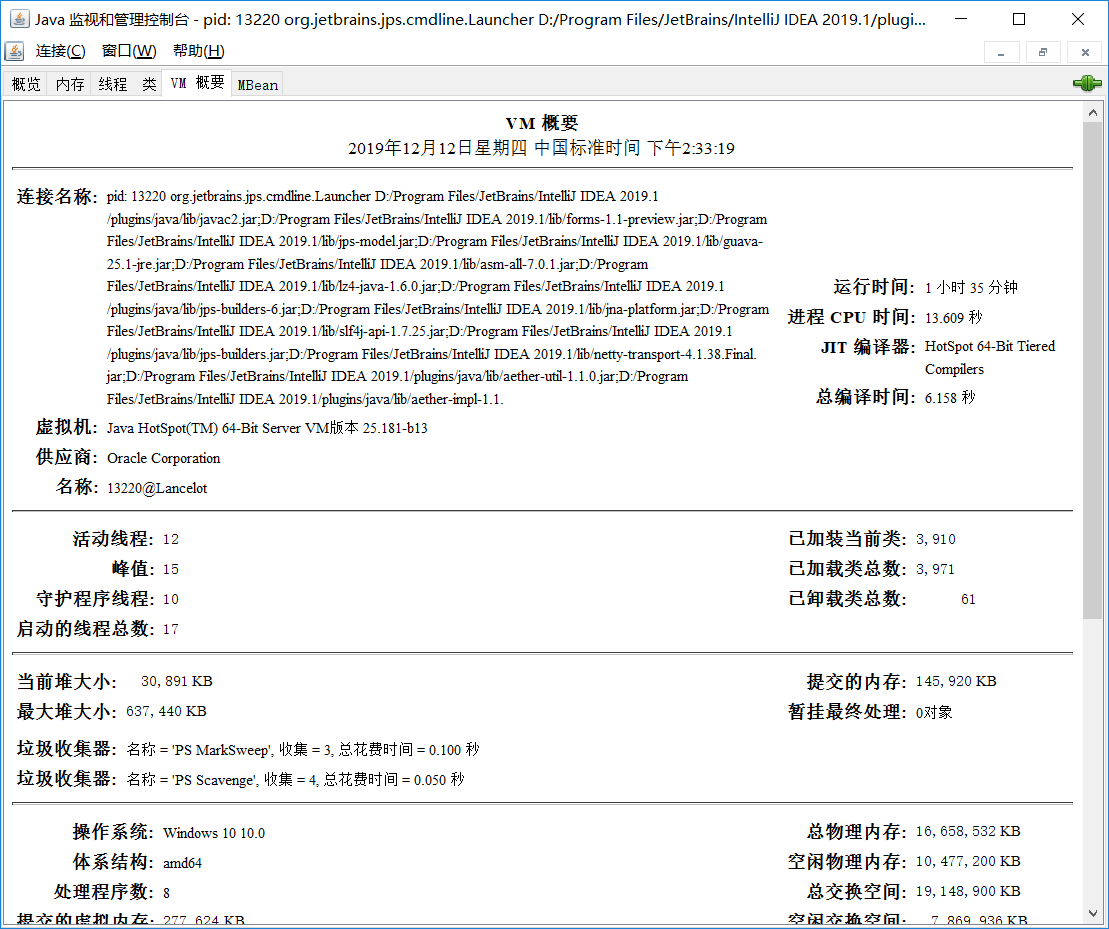 Java 监视和管理控制台 - pid: 13220 org.jetbrains.jps.cmdline.Launcher D:/Program Files/JetBrains/IntelliJ IDEA 2019.1/plugi...
连接(C) 窗口(W) 帮助(H)
概览 内存 线程 类 VM 概要 MBean
VM 概要
2019年12月12日星期四 中国标准时间 下午2:33:19
连接名称: pid: 13220 org.jetbrains.jps.cmdline.Launcher D:/Program Files/JetBrains/IntelliJ IDEA 2019.1
/plugins/java/lib/javac2.jar;D:/Program Files/JetBrains/IntelliJ IDEA 2019.1/lib/forms-1.1-preview.jar;D:/Program
Files/JetBrains/IntelliJ IDEA 2019.1/lib/jps-model.jar;D:/Program Files/JetBrains/IntelliJ IDEA 2019.1/lib/guava-
25.1-jre.jar;D:/Program Files/JetBrains/IntelliJ IDEA 2019.1/lib/asm-all-7.0.1.jar;D:/Program
Files/JetBrains/IntelliJ IDEA 2019.1/lib/lz4-java-1.6.0.jar;D:/Program Files/JetBrains/IntelliJ IDEA 2019.1
/plugins/java/lib/jps-builders-6.jar;D:/Program Files/JetBrains/IntelliJ IDEA 2019.1/lib/jna-platform.jar;D:/Program
Files/JetBrains/IntelliJ IDEA 2019.1/lib/slf4j-api-1.7.25.jar;D:/Program Files/JetBrains/IntelliJ IDEA 2019.1
/plugins/java/lib/jps-builders.jar;D:/Program Files/JetBrains/IntelliJ IDEA 2019.1/lib/netty-transport-4.1.38.Final.
jar;D:/Program Files/JetBrains/IntelliJ IDEA 2019.1/plugins/java/lib/aether-util-1.1.0.jar;D:/Program
Files/JetBrains/IntelliJ IDEA 2019.1/plugins/java/lib/aether-impl-1.1.
虚拟机: Java HotSpot(TM) 64-Bit Server VM版本 25.181-b13
供应商: Oracle Corporation
名称: 13220@Lancelot
运行时间: 1 小时 35 分钟
进程 CPU 时间: 13.609 秒
JIT 编译器: HotSpot 64-Bit Tiered
Compilers
总编译时间: 6.158 秒
活动线程: 12
峰值: 15
守护程序线程: 10
启动的线程总数: 17
已加装当前类: 3,910
已加载类总数: 3,971
已卸载类总数: 61
当前堆大小: 30,891 KB
最大堆大小: 637,440 KB
提交的内存: 145,920 KB
暂挂最终处理: 0对象
垃圾收集器: 名称 = 'PS MarkSweep', 收集 = 3, 总花费时间 = 0.100 秒
垃圾收集器: 名称 = 'PS Scavenge', 收集 = 4, 总花费时间 = 0.050 秒
操作系统: Windows 10 10.0
体系结构: amd64
处理程序数: 8
提交的虚拟内存: 277,624 KB
总物理内存: 16,658,532 KB
空闲物理内存: 10,477,200 KB
总交换空间: 19,148,900 KB
空闲交换空间: 7,869,936 KB